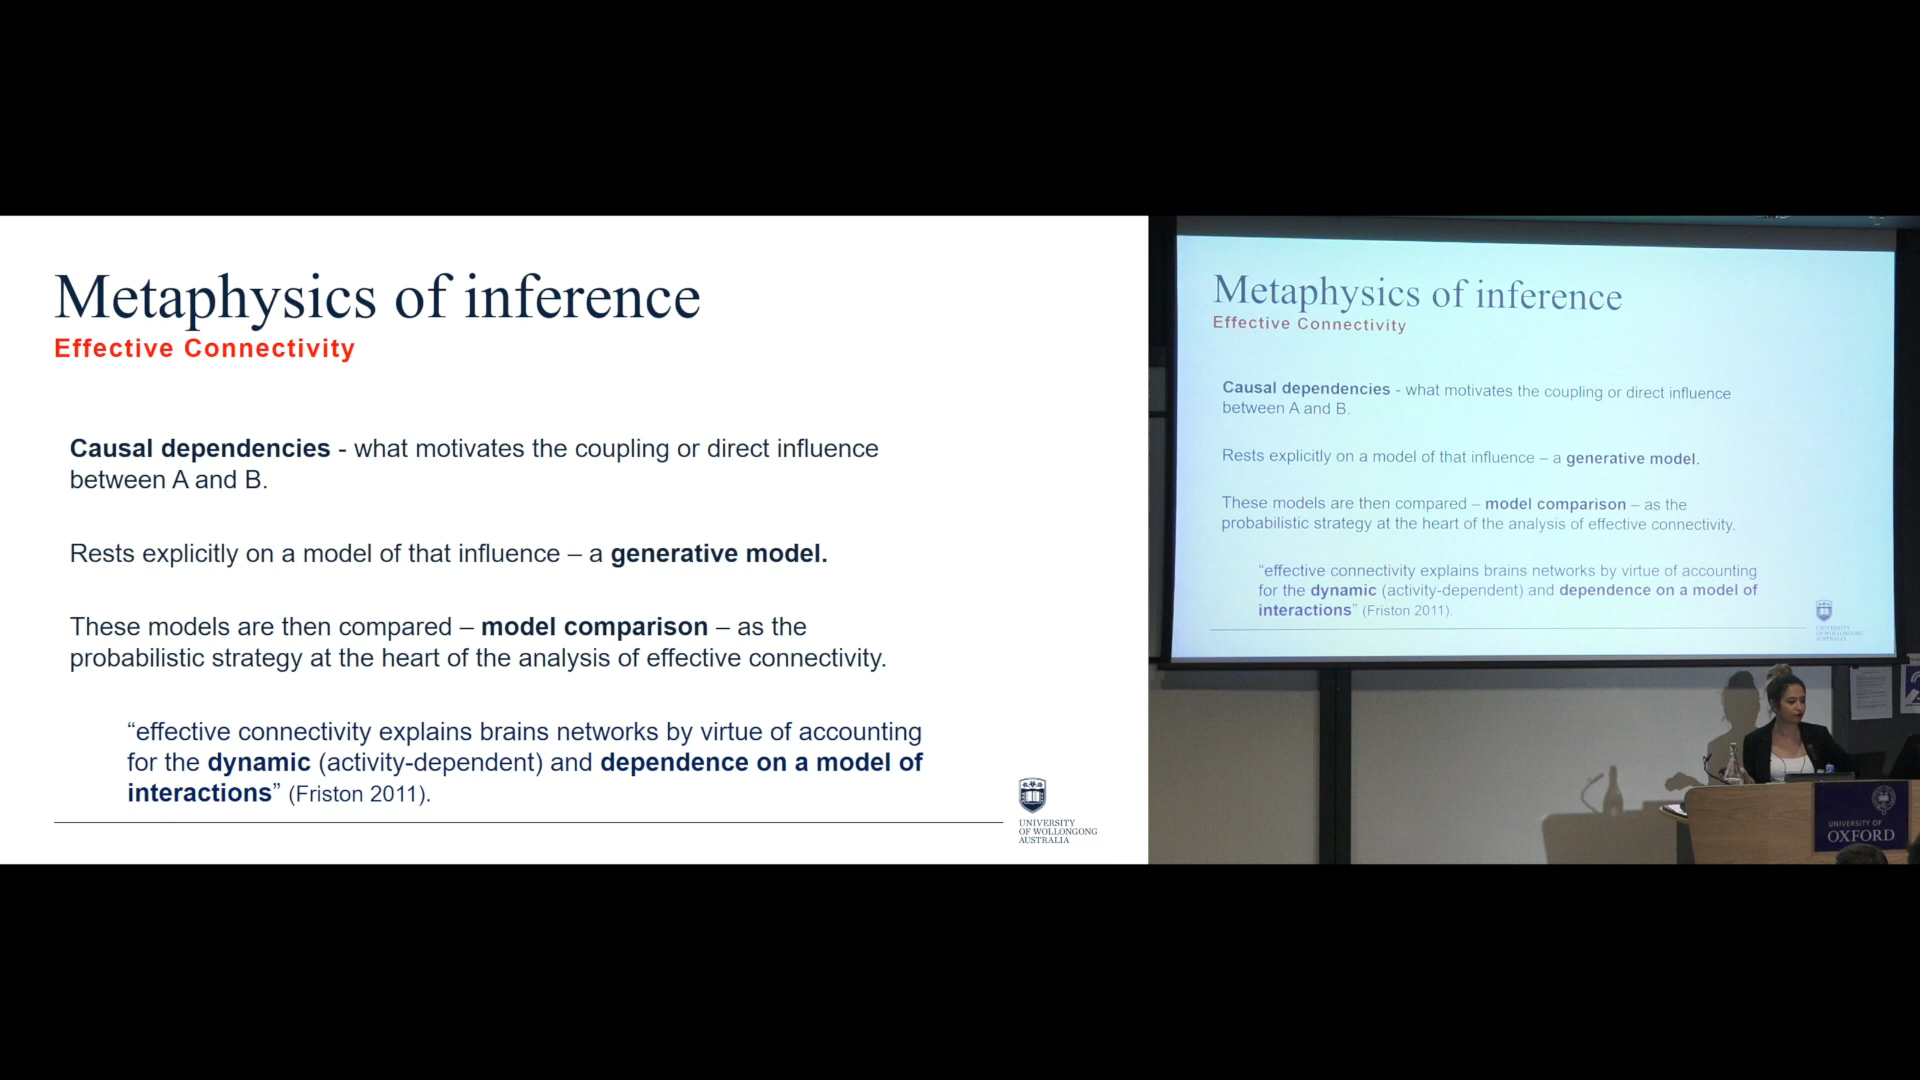 Metaphysics of inference
Effective Connectivity
Causal dependencies - what motivates the coupling or direct influence
between A and B.
Rests explicitly on a model of that influence – a generative model.
These models are then compared – model comparison – as the
probabilistic strategy at the heart of the analysis of effective connectivity.
“effective connectivity explains brains networks by virtue of accounting
for the dynamic (activity-dependent) and dependence on a model of
interactions” (Friston 2011).
UNIVERSITY
OF WOLLONGONG
AUSTRALIA
Metaphysics of inference
Effective Connectivity
Causal dependencies - what motivates the coupling or direct influence
between A and B.
Rests explicitly on a model of that influence – a generative model.
These models are then compared – model comparison – as the
probabilistic strategy at the heart of the analysis of effective connectivity.
“effective connectivity explains brains networks by virtue of accounting
for the dynamic (activity-dependent) and dependence on a model of
interactions” (Friston 2011).
UNIVERSITY
OF WOLLONGONG
AUSTRALIA
UNIVERSITY OF
OXFORD